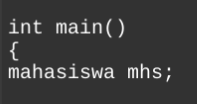 int main()
{
mahasiswa mhs;